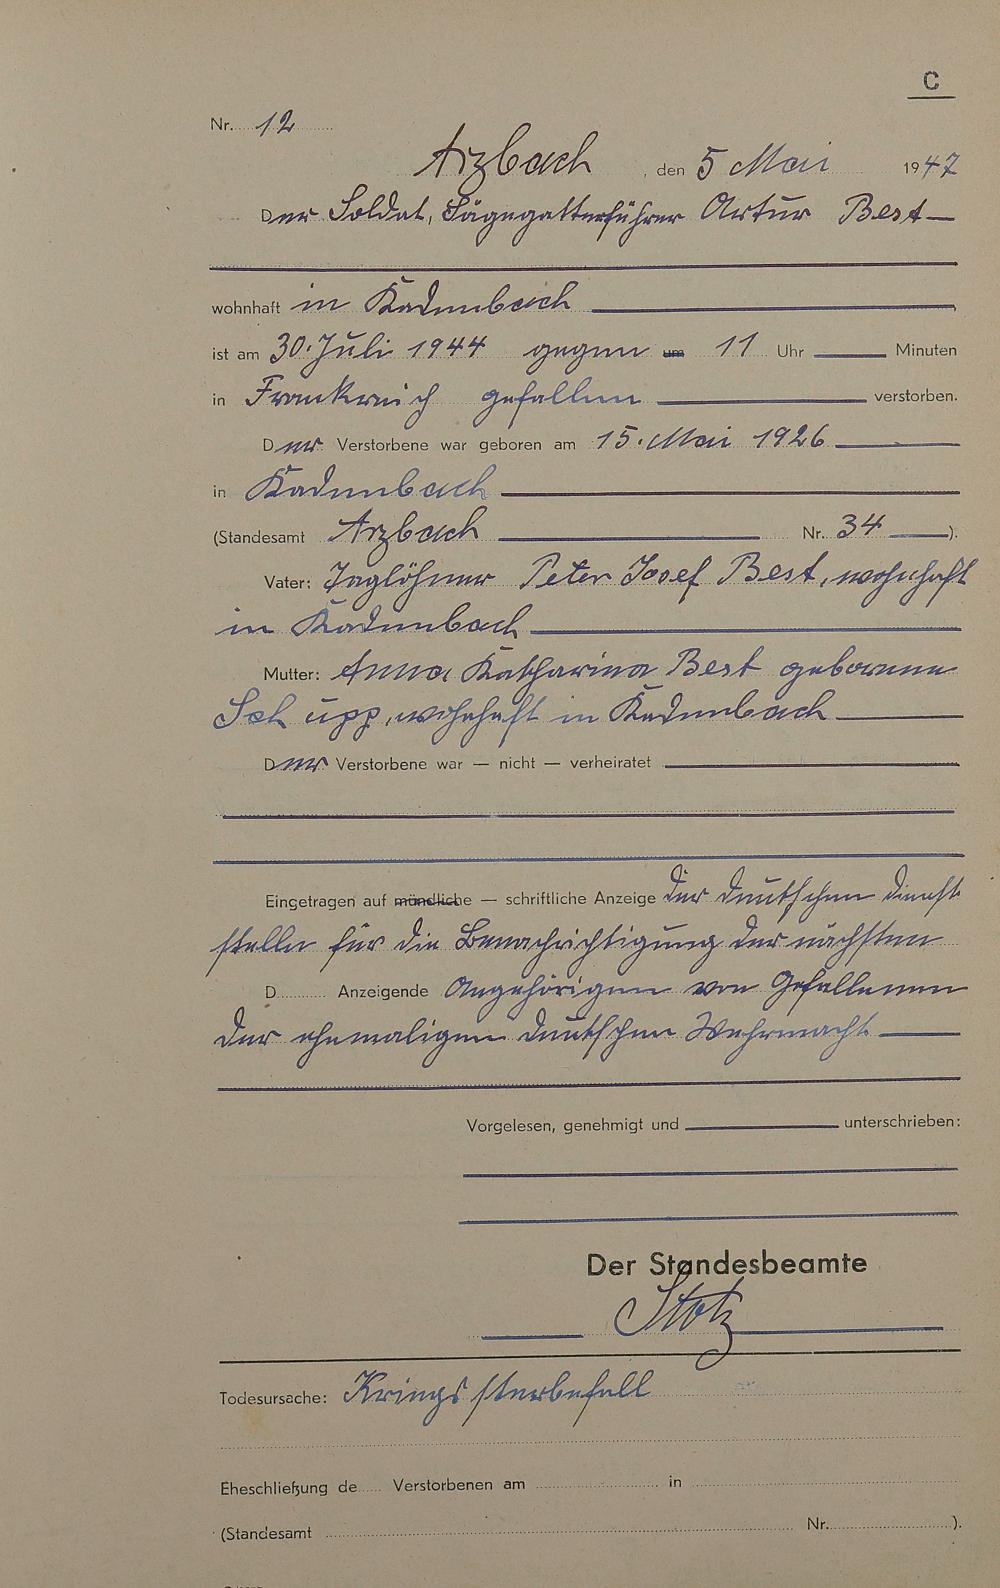 C
Nr. 12
Arzbach, den 5 Mai 1947
Der Soldat, Sägegatterführer Artur Best
wohnhaft in Kadenbach
ist am 30. Juli 1944 gegen um 11 Uhr Minuten
in Frankreich gefallen verstorben.
Der Verstorbene war geboren am 15. Mai 1926
in Kadenbach
(Standesamt Arzbach Nr. 34 ).
Vater: Taglöhner Peter Josef Best, wohnhaft
in Kadenbach
Mutter: Anna Katharina Best geborene
Schupp, wohnhaft in Kadenbach
Der Verstorbene war — nicht — verheiratet
Eingetragen auf mündliche — schriftliche Anzeige der deutschen Dienst
stelle für die Benachrichtigung der nächsten
D Anzeigende Angehörigen von Gefallenen
der ehemaligen deutschen Wehrmacht
Vorgelesen, genehmigt und unterschrieben:
Der Standesbeamte
Stotz
Todesursache: Kriegssterbefall
Eheschließung de Verstorbenen am in
(Standesamt Nr. ).